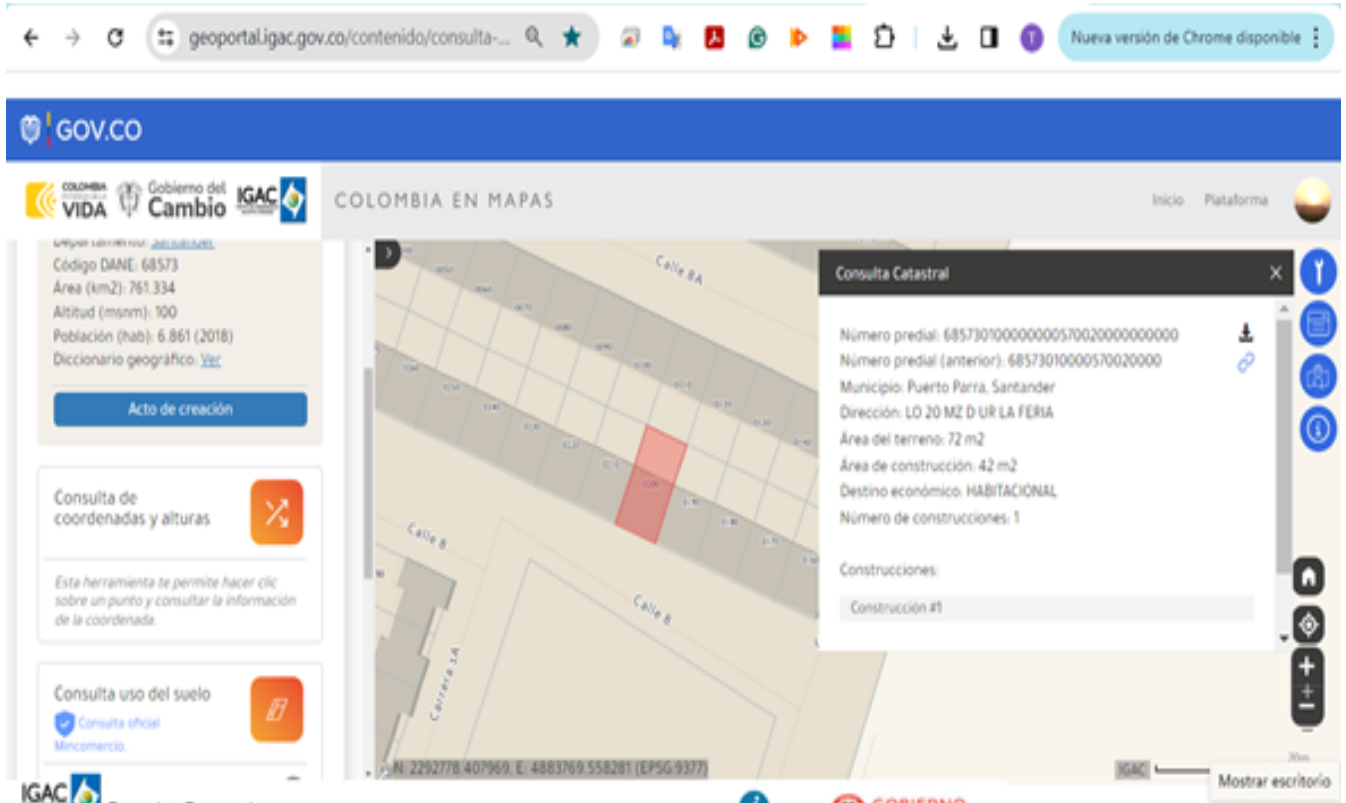 geoportal.igac.gov.co/contenido/consulta-...
Nueva versión de Chrome disponible
GOV.CO
COLOMBIA
VIDA
Gobierno del
Cambio
IGAC
COLOMBIA EN MAPAS
Inicio
Plataforma
Departamento: Santander
Código DANE: 68573
Área (km2): 761.334
Altitud (msnm): 100
Población (hab): 6.861 (2018)
Diccionario geográfico: Ver
Acto de creación
Consulta de
coordenadas y alturas
Esta herramienta te permite hacer clic
sobre un punto y consultar la información
de la coordenada.
Consulta uso del suelo
Consulta oficial
Mincomercio.
Calle 8A
Calle 8
Calle 8
Carrera 1A
N: 2292778.407969, E: 4883769.558281 (EPSG:9377)
Consulta Catastral
Número predial: 685730100000000570020000000000
Número predial (anterior): 68573010000570020000
Municipio: Puerto Parra, Santander
Dirección: LO 20 MZ D UR LA FERIA
Área del terreno: 72 m2
Área de construcción: 42 m2
Destino económico: HABITACIONAL
Número de construcciones: 1
Construcciones:
Construcción #1
IGAC
20m
Mostrar escritorio
IGAC
GOBIERNO